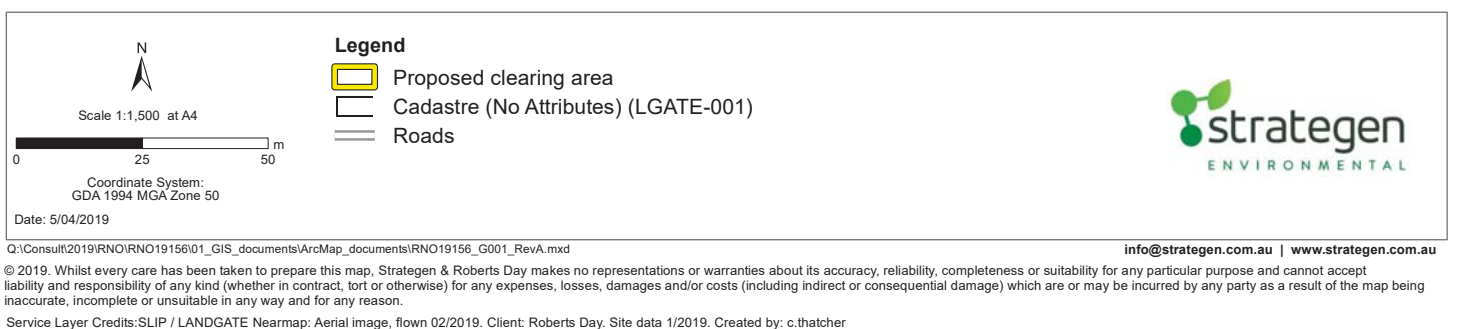 N
Scale 1:1,500 at A4
0 25 50 m
Coordinate System:
GDA 1994 MGA Zone 50
Date: 5/04/2019
Legend
Proposed clearing area
Cadastre (No Attributes) (LGATE-001)
Roads
strategen
ENVIRONMENTAL
Q:\Consult\2019\RNO\RNO19156\01_GIS_documents\ArcMap_documents\RNO19156_G001_RevA.mxd
info@strategen.com.au | www.strategen.com.au
© 2019. Whilst every care has been taken to prepare this map, Strategen & Roberts Day makes no representations or warranties about its accuracy, reliability, completeness or suitability for any particular purpose and cannot accept
liability and responsibility of any kind (whether in contract, tort or otherwise) for any expenses, losses, damages and/or costs (including indirect or consequential damage) which are or may be incurred by any party as a result of the map being
inaccurate, incomplete or unsuitable in any way and for any reason.
Service Layer Credits:SLIP / LANDGATE Nearmap: Aerial image, flown 02/2019. Client: Roberts Day. Site data 1/2019. Created by: c.thatcher